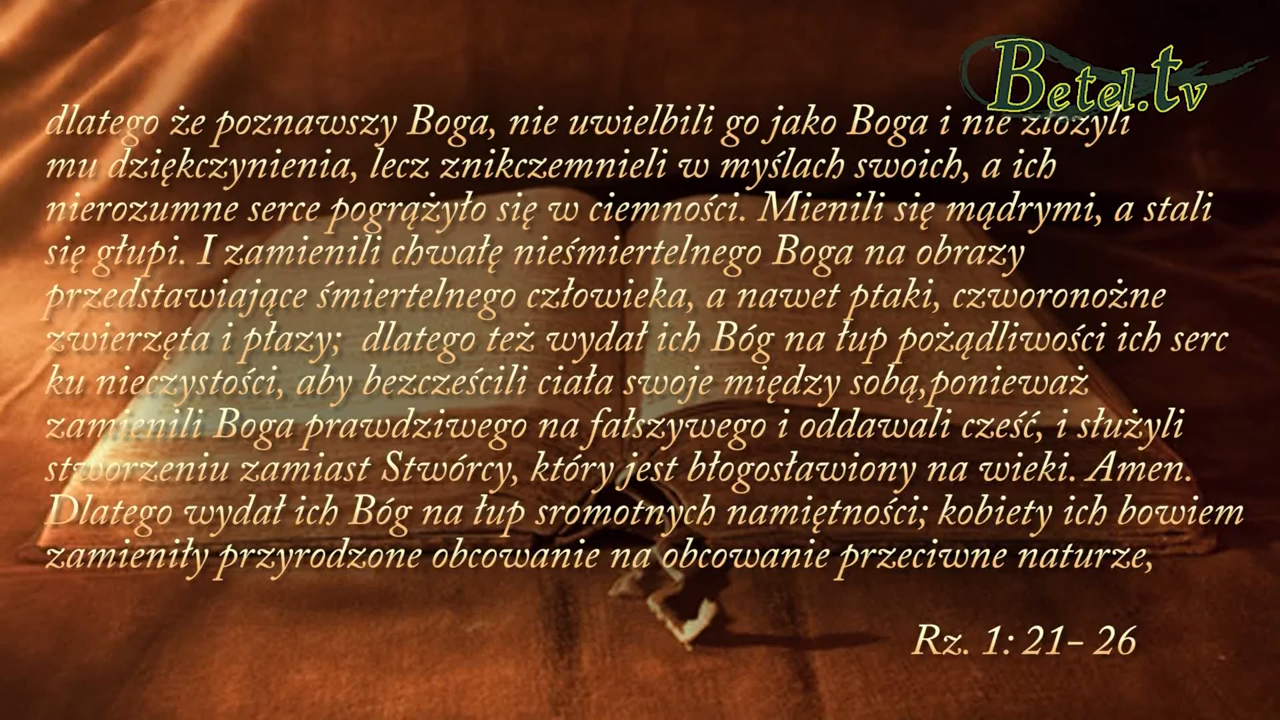 Betel.tv
dlatego że poznawszy Boga, nie uwielbili go jako Boga i nie złożyli
mu dziękczynienia, lecz znikczemnieli w myślach swoich, a ich
nierozumne serce pogrążyło się w ciemności. Mienili się mądrymi, a stali
się głupi. I zamienili chwałę nieśmiertelnego Boga na obrazy
przedstawiające śmiertelnego człowieka, a nawet ptaki, czworonożne
zwierzęta i płazy;  dlatego też wydał ich Bóg na łup pożądliwości ich serc
ku nieczystości, aby bezcześcili ciała swoje między sobą,ponieważ
zamienili Boga prawdziwego na fałszywego i oddawali cześć, i służyli
stworzeniu zamiast Stwórcy, który jest błogosławiony na wieki. Amen.
Dlatego wydał ich Bóg na łup sromotnych namiętności; kobiety ich bowiem
zamieniły przyrodzone obcowanie na obcowanie przeciwne naturze,
Rz. 1: 21- 26